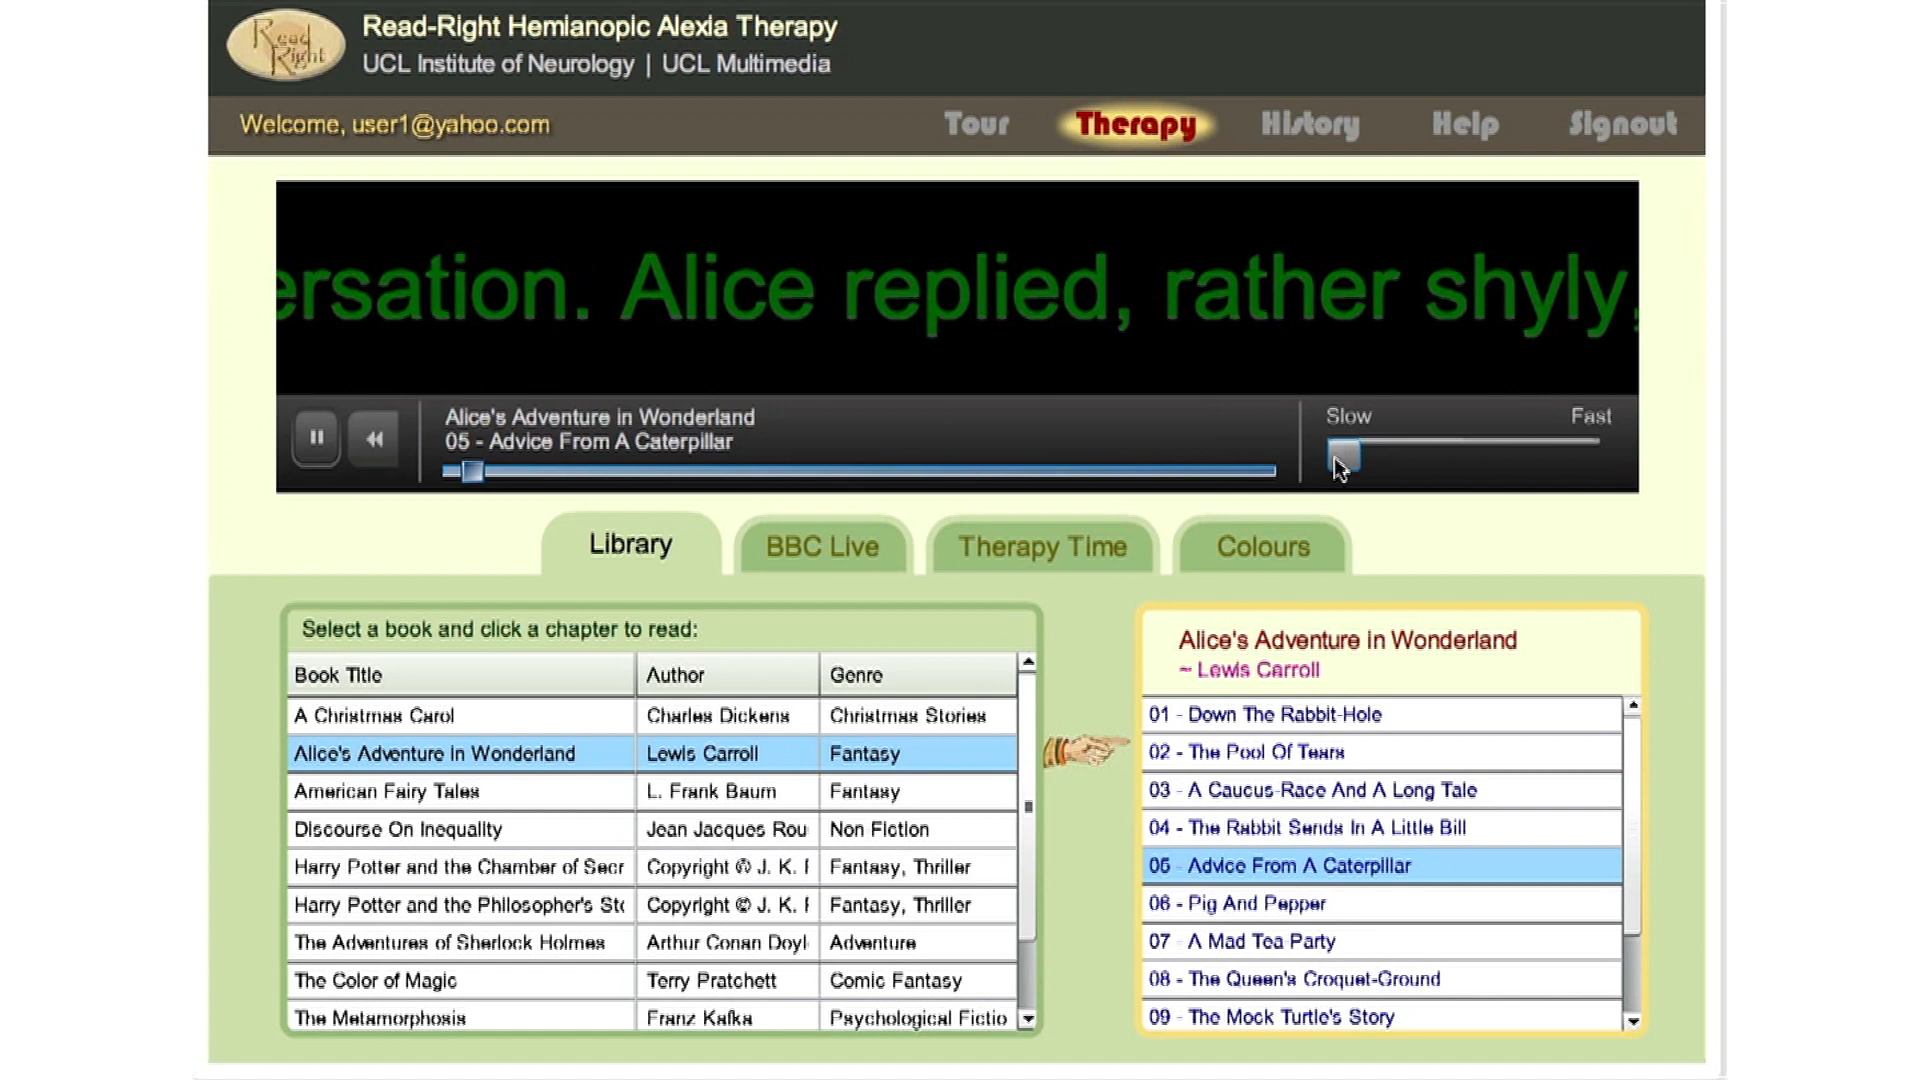 Read Right
Read-Right Hemianopic Alexia Therapy
UCL Institute of Neurology | UCL Multimedia
Welcome, user1@yahoo.com
Tour Therapy History Help Signout
ersation. Alice replied, rather shyly,
Alice's Adventure in Wonderland
05 - Advice From A Caterpillar
Slow Fast
Library BBC Live Therapy Time Colours
Select a book and click a chapter to read:
Book Title Author Genre
A Christmas Carol Charles Dickens Christmas Stories
Alice's Adventure in Wonderland Lewis Carroll Fantasy
American Fairy Tales L. Frank Baum Fantasy
Discourse On Inequality Jean Jacques Rou Non Fiction
Harry Potter and the Chamber of Secr Copyright © J. K. Fantasy, Thriller
Harry Potter and the Philosopher's Sto Copyright © J. K. Fantasy, Thriller
The Adventures of Sherlock Holmes Arthur Conan Doyl Adventure
The Color of Magic Terry Pratchett Comic Fantasy
The Metamorphosis Franz Kafka Psychological Fictio
Alice's Adventure in Wonderland
~ Lewis Carroll
01 - Down The Rabbit-Hole
02 - The Pool Of Tears
03 - A Caucus-Race And A Long Tale
04 - The Rabbit Sends In A Little Bill
05 - Advice From A Caterpillar
06 - Pig And Pepper
07 - A Mad Tea Party
08 - The Queen's Croquet-Ground
09 - The Mock Turtle's Story